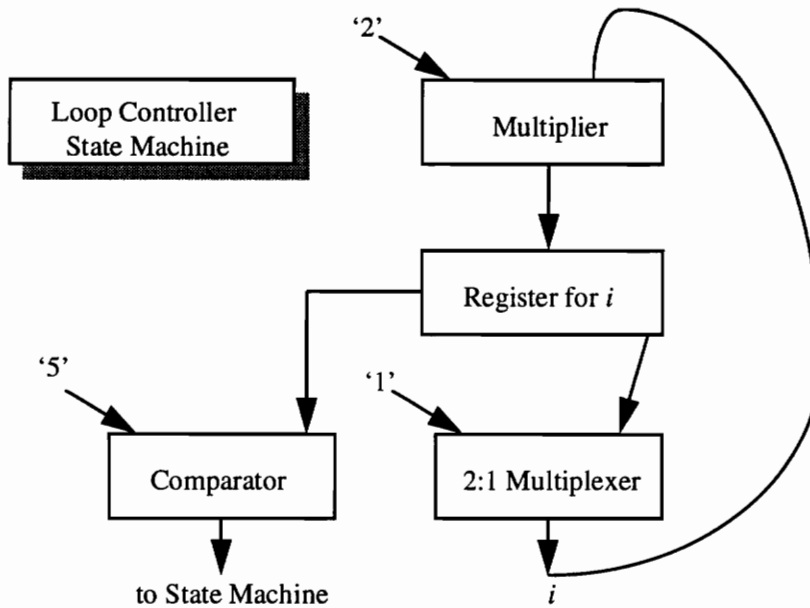 ‘2’
Loop Controller
State Machine
Multiplier
Register for i
‘5’
‘1’
Comparator
2:1 Multiplexer
to State Machine
i